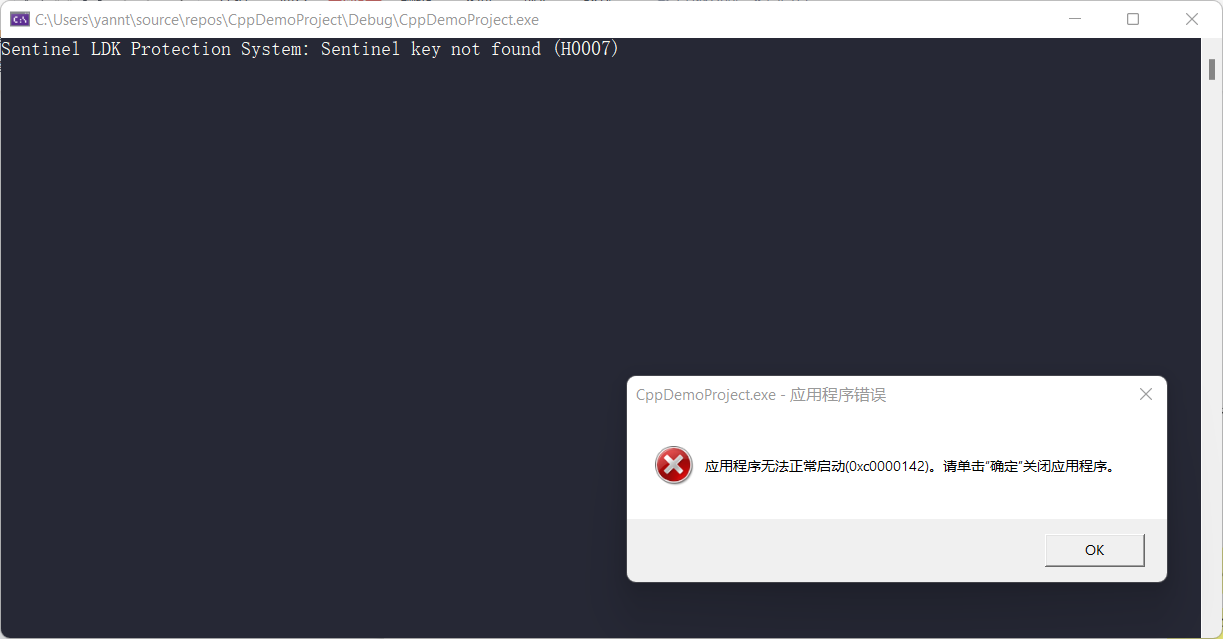 C:\Users\yannt\source\repos\CppDemoProject\Debug\CppDemoProject.exe
Sentinel LDK Protection System: Sentinel key not found (H0007)
CppDemoProject.exe - 应用程序错误
应用程序无法正常启动(0xc0000142)。请单击“确定”关闭应用程序。
OK